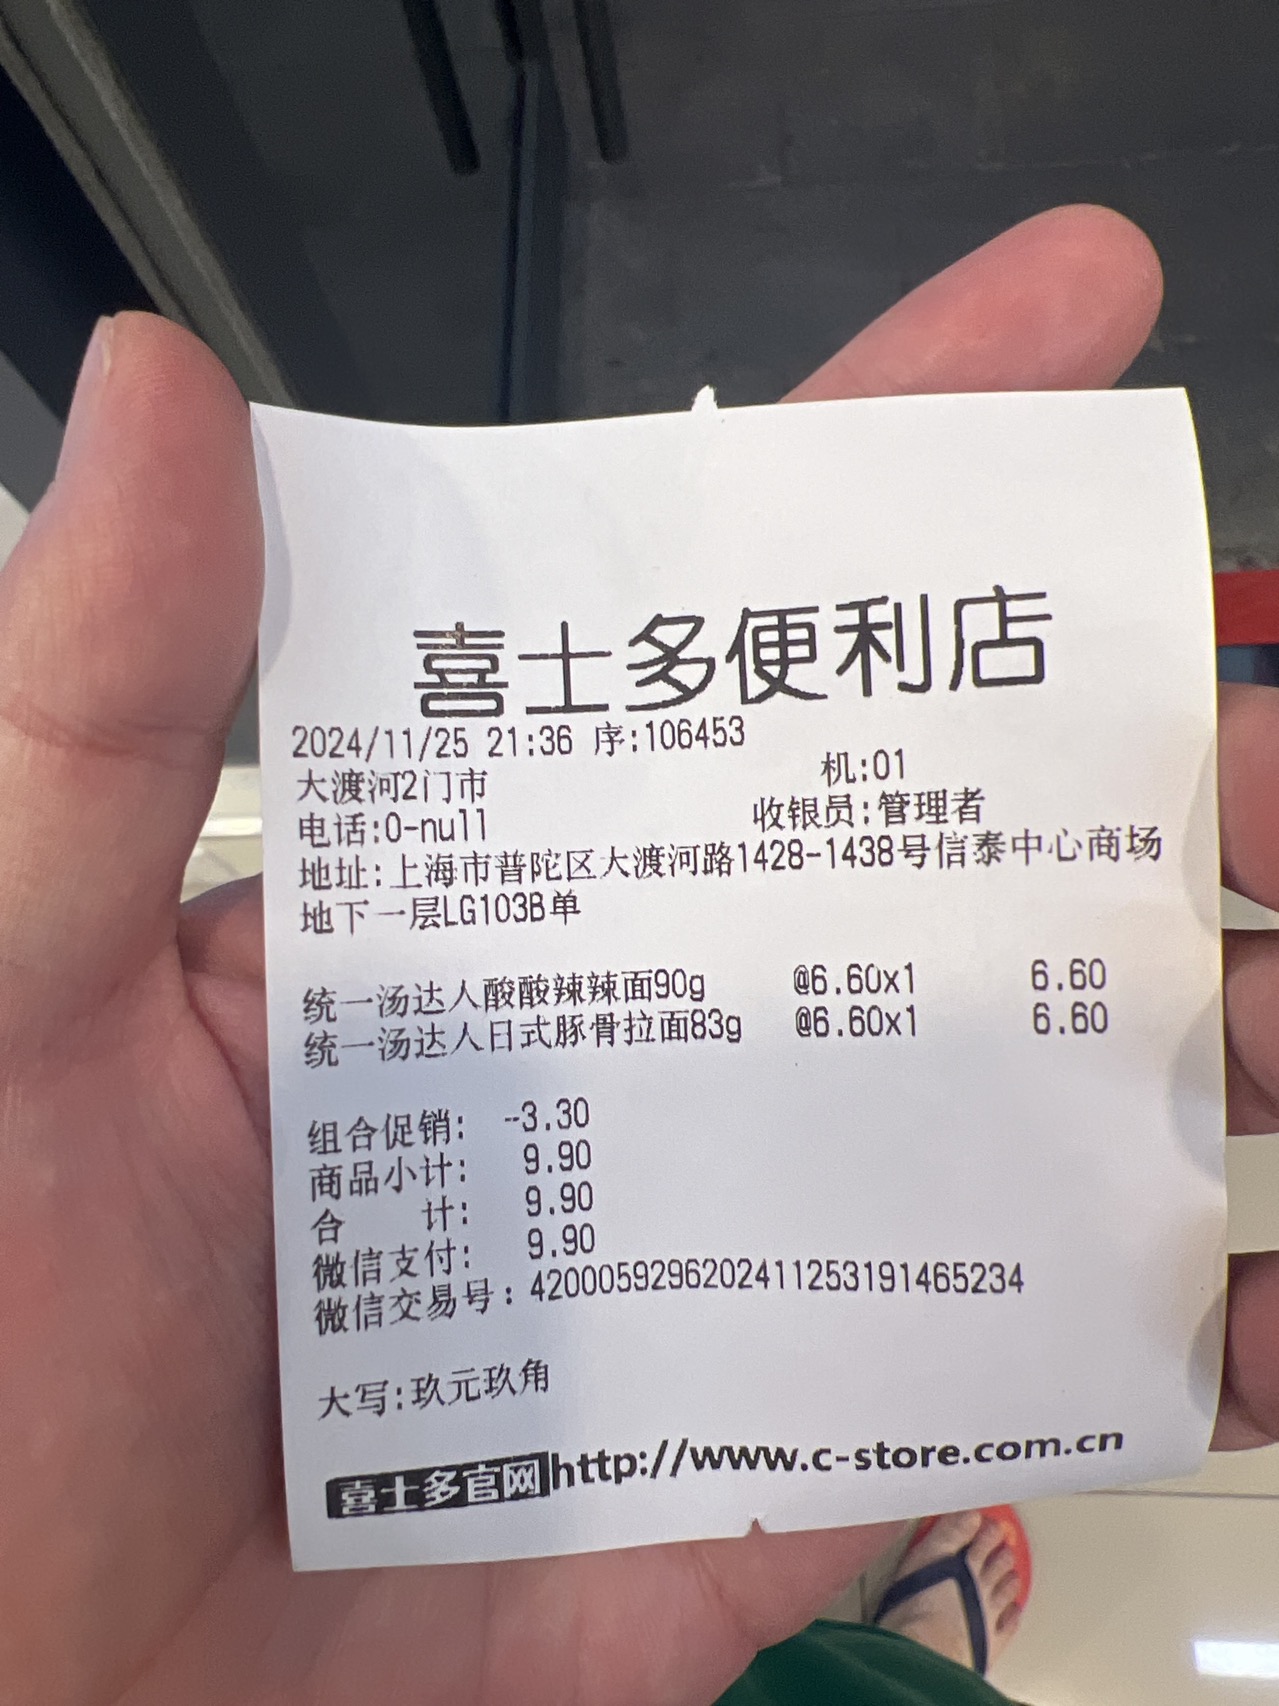 喜士多便利店
2024/11/25 21:36 序:106453
大渡河2门市 机:01
电话:0-null 收银员:管理者
地址:上海市普陀区大渡河路1428-1438号信泰中心商场
地下一层LG103B单
统一汤达人酸酸辣辣面90g @6.60x1 6.60
统一汤达人日式豚骨拉面83g @6.60x1 6.60
组合促销: -3.30
商品小计: 9.90
合 计: 9.90
微信支付: 9.90
微信交易号:4200059296202411253191465234
大写:玖元玖角
喜士多官网http://www.c-store.com.cn